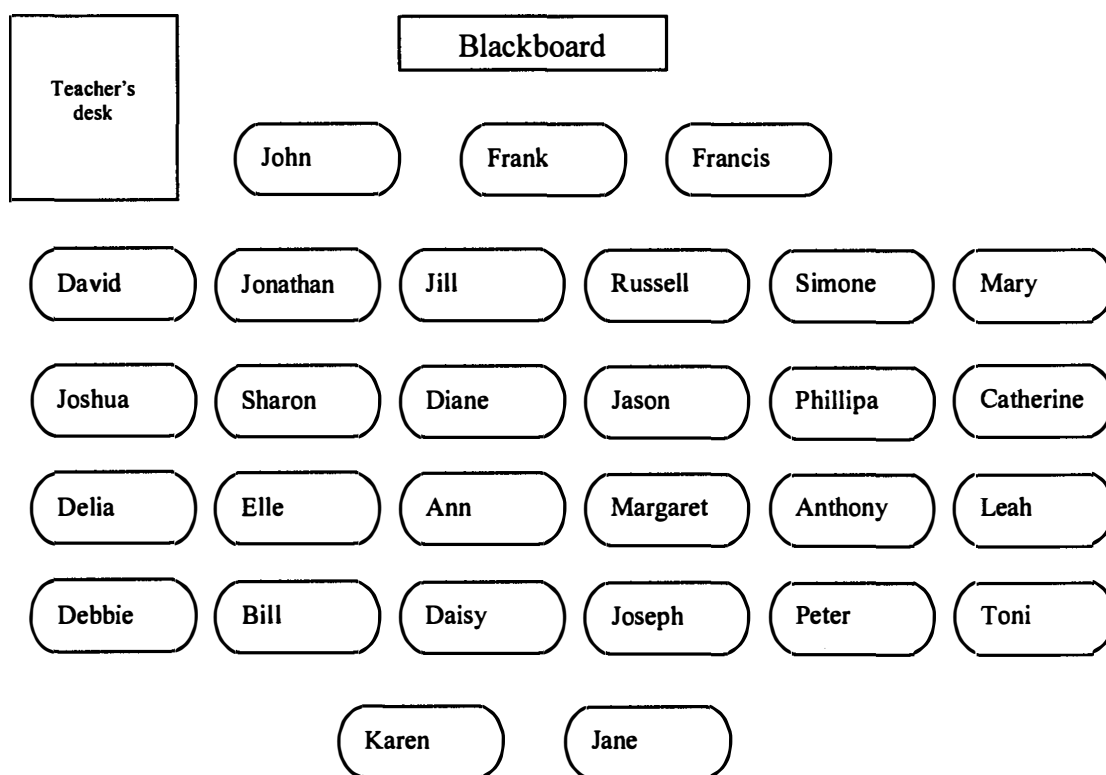 Blackboard
Teacher's
desk
John Frank Francis
David Jonathan Jill Russell Simone Mary
Joshua Sharon Diane Jason Phillipa Catherine
Delia Elle Ann Margaret Anthony Leah
Debbie Bill Daisy Joseph Peter Toni
Karen Jane